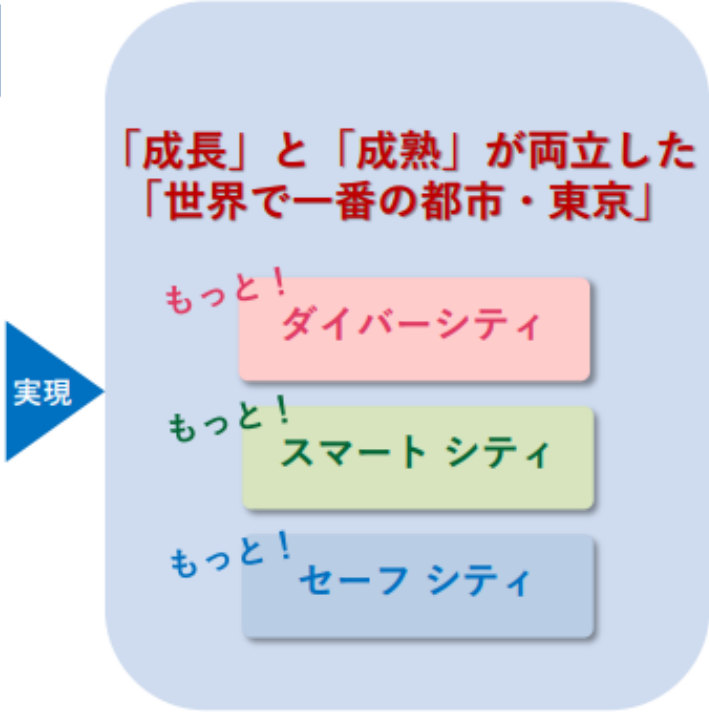 「成長」と「成熟」が両立した
「世界で一番の都市・東京」
もっと！
ダイバーシティ
実現
もっと！
スマート シティ
もっと！
セーフ シティ